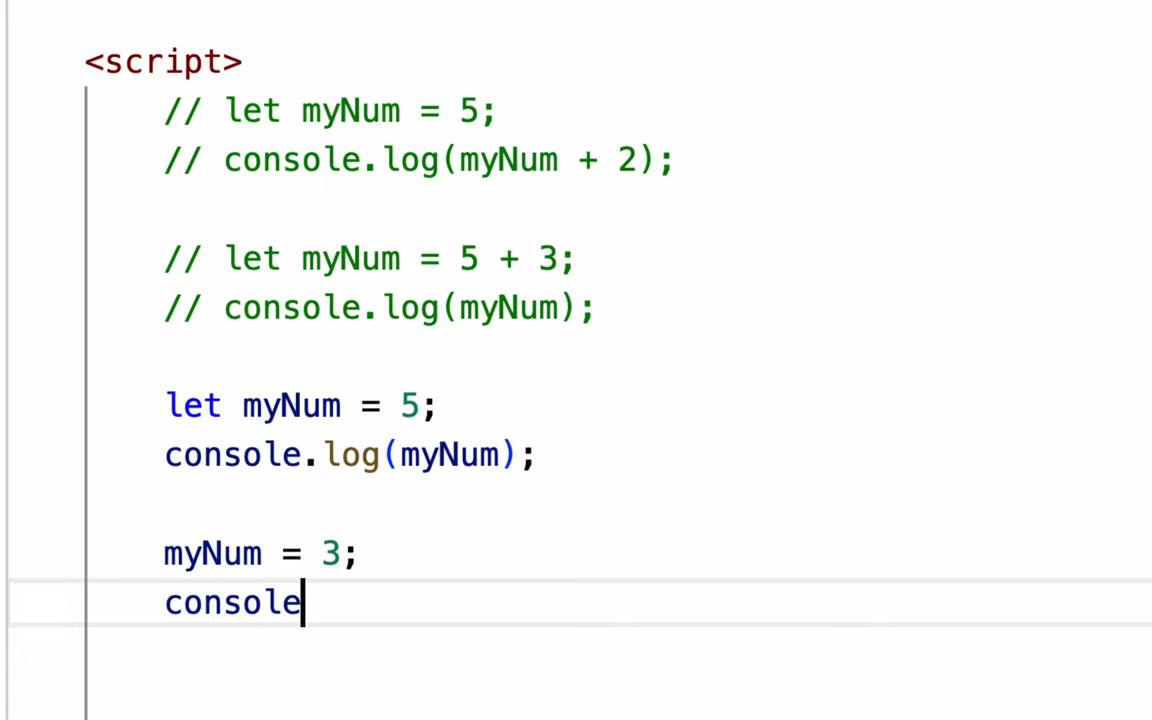 <script>
// let myNum = 5;
// console.log(myNum + 2);
// let myNum = 5 + 3;
// console.log(myNum);
let myNum = 5;
console.log(myNum);
myNum = 3;
console